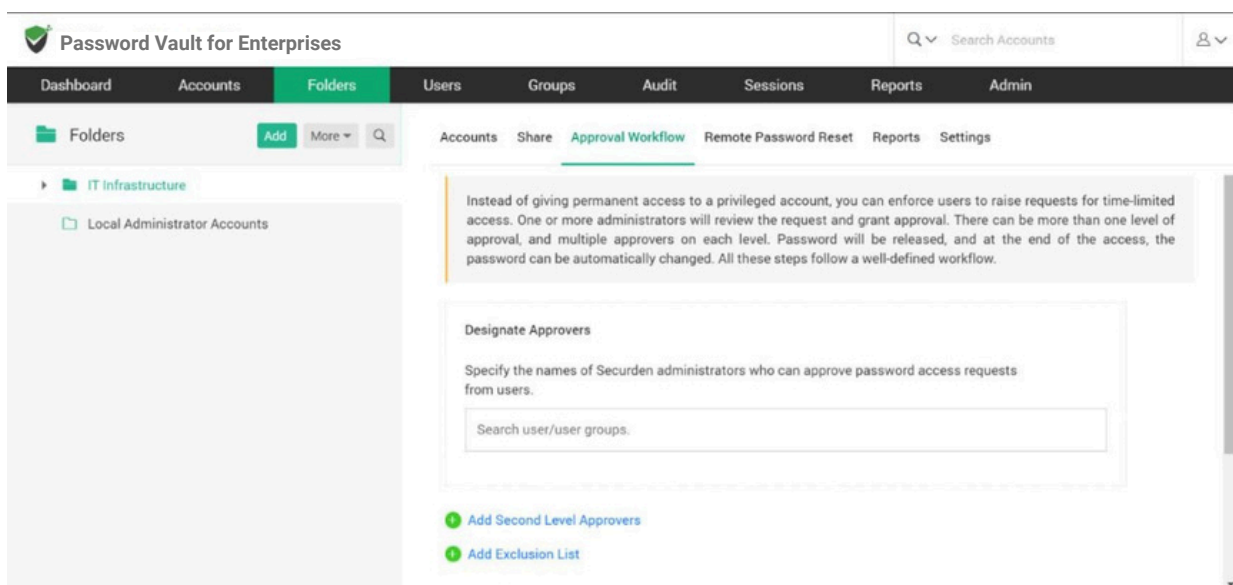 Password Vault for Enterprises
Search Accounts
Dashboard Accounts Folders Users Groups Audit Sessions Reports Admin
Folders Add More
Accounts Share Approval Workflow Remote Password Reset Reports Settings
IT Infrastructure
Local Administrator Accounts
Instead of giving permanent access to a privileged account, you can enforce users to raise requests for time-limited
access. One or more administrators will review the request and grant approval. There can be more than one level of
approval, and multiple approvers on each level. Password will be released, and at the end of the access, the
password can be automatically changed. All these steps follow a well-defined workflow.
Designate Approvers
Specify the names of Securden administrators who can approve password access requests
from users.
Search user/user groups.
Add Second Level Approvers
Add Exclusion List